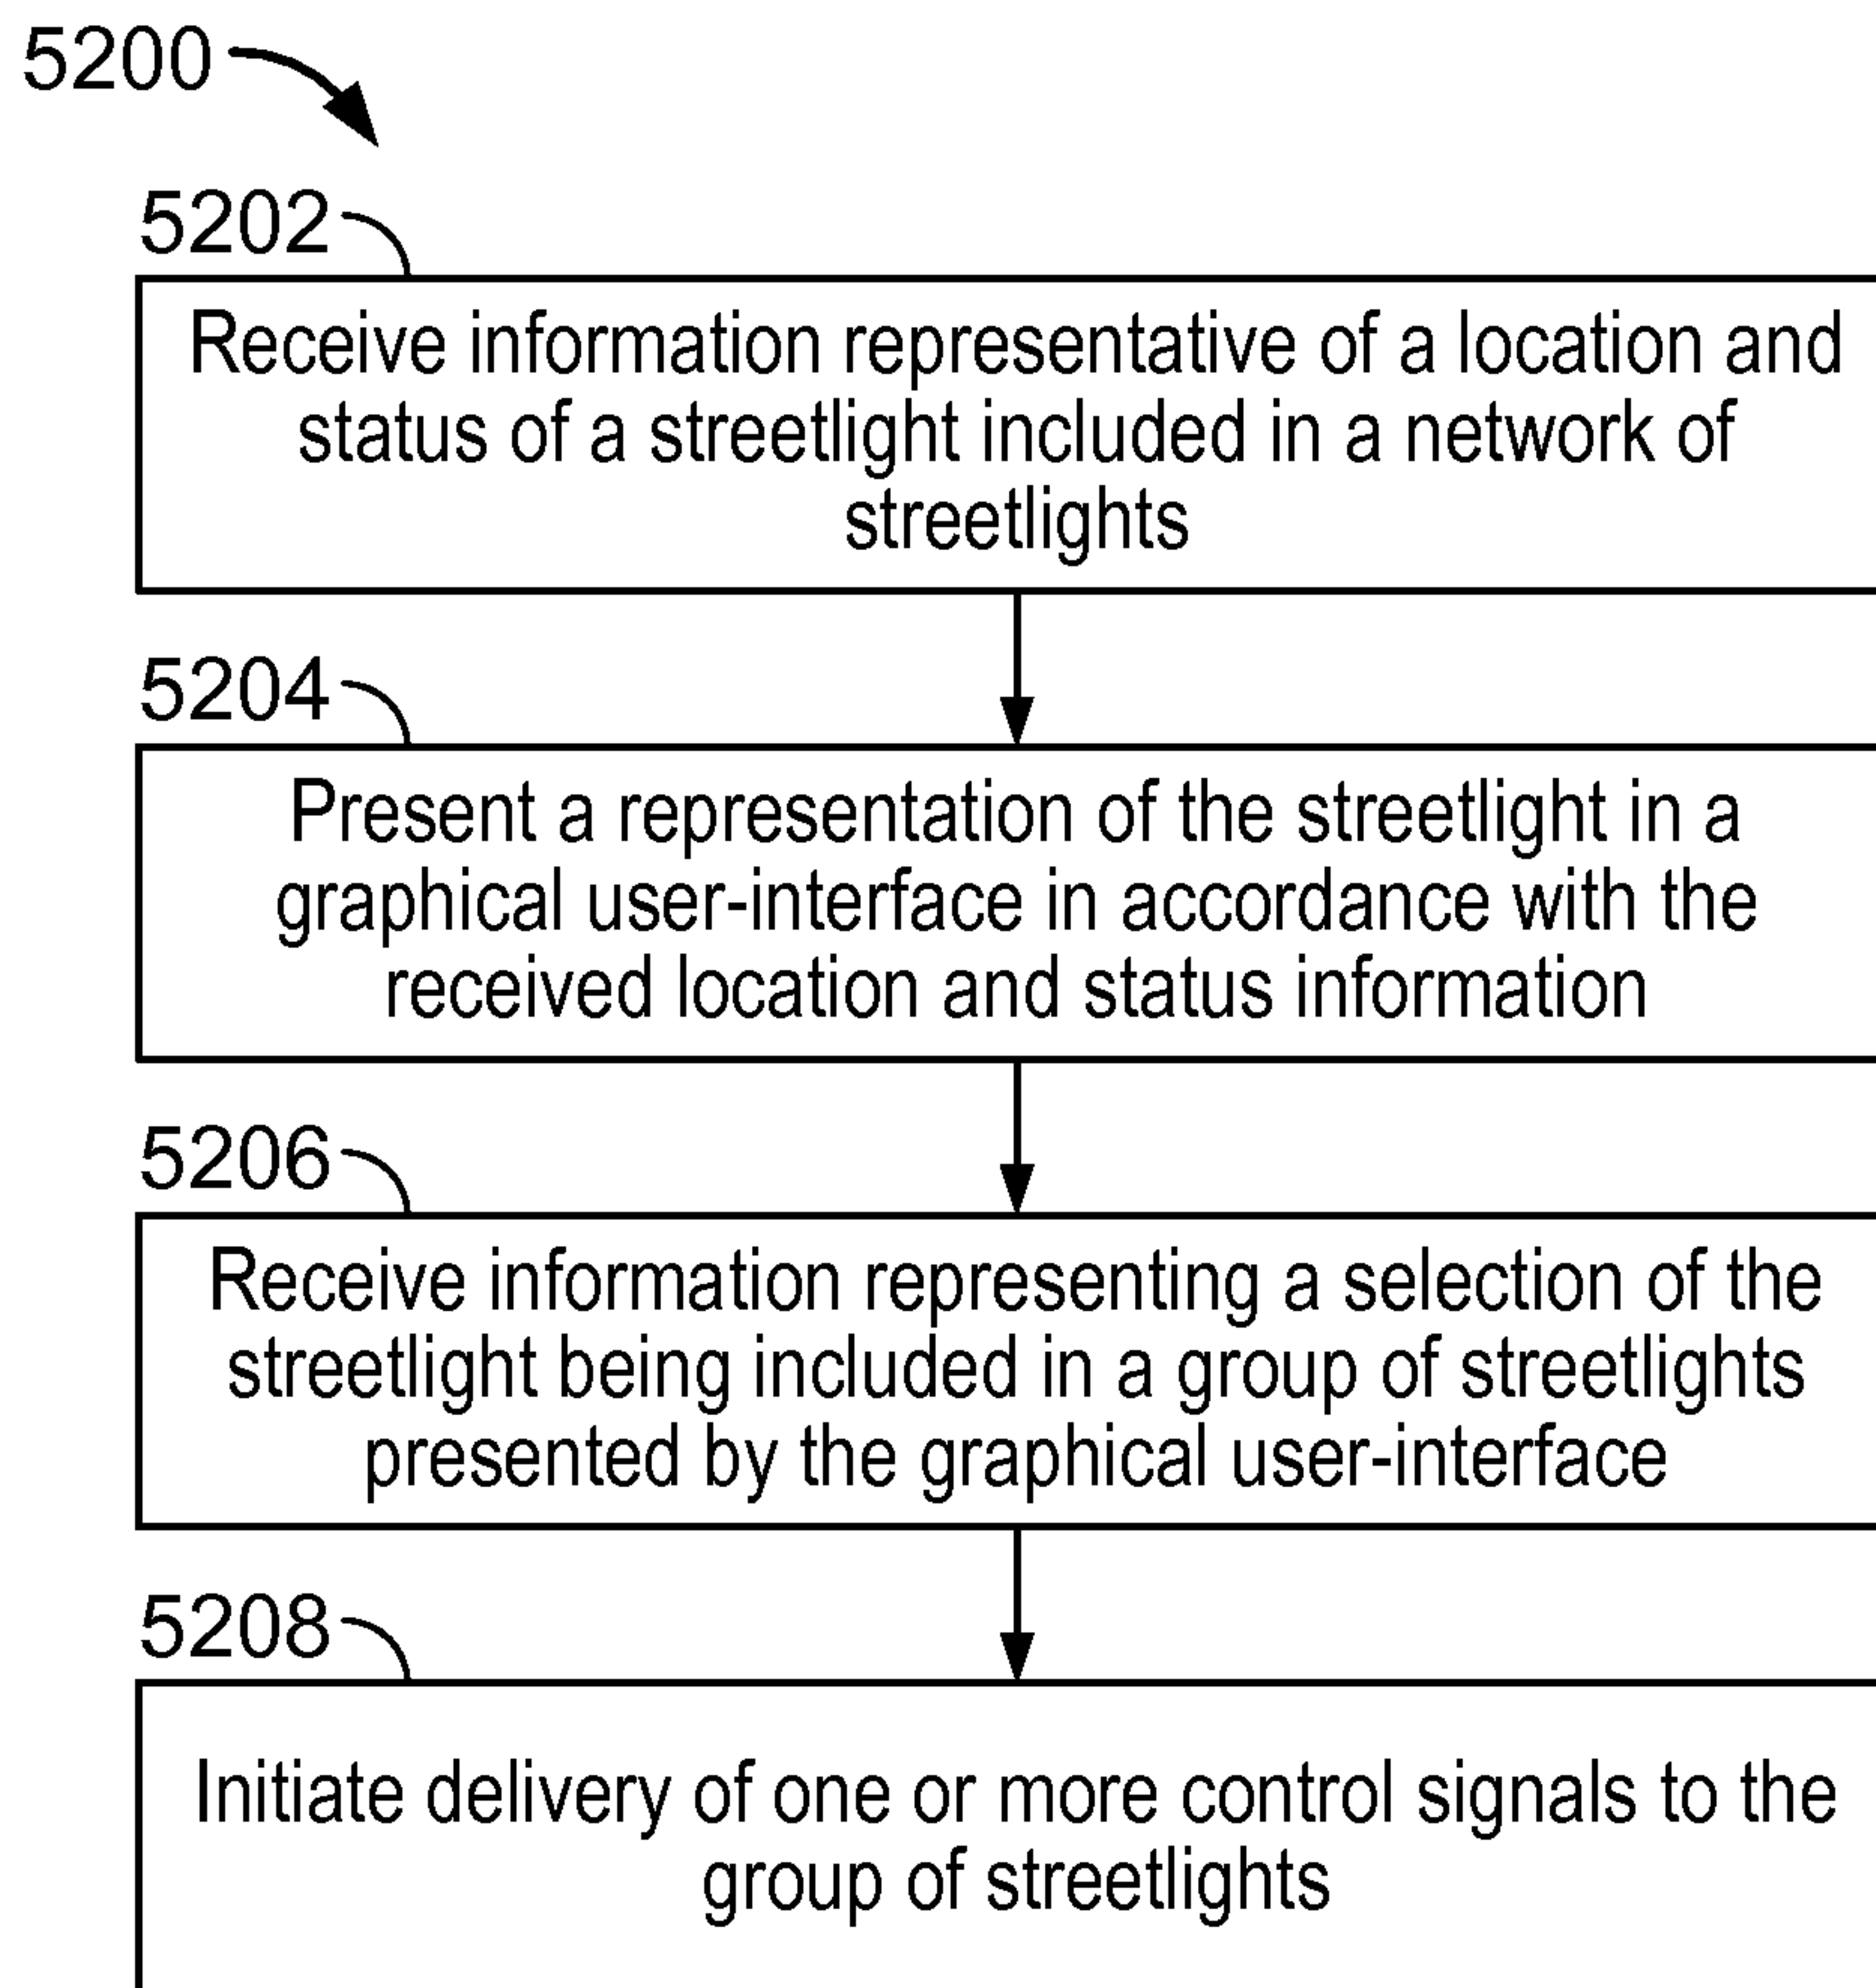 5200
5202
Receive information representative of a location and
status of a streetlight included in a network of
streetlights
5204
Present a representation of the streetlight in a
graphical user-interface in accordance with the
received location and status information
5206
Receive information representing a selection of the
streetlight being included in a group of streetlights
presented by the graphical user-interface
5208
Initiate delivery of one or more control signals to the
group of streetlights